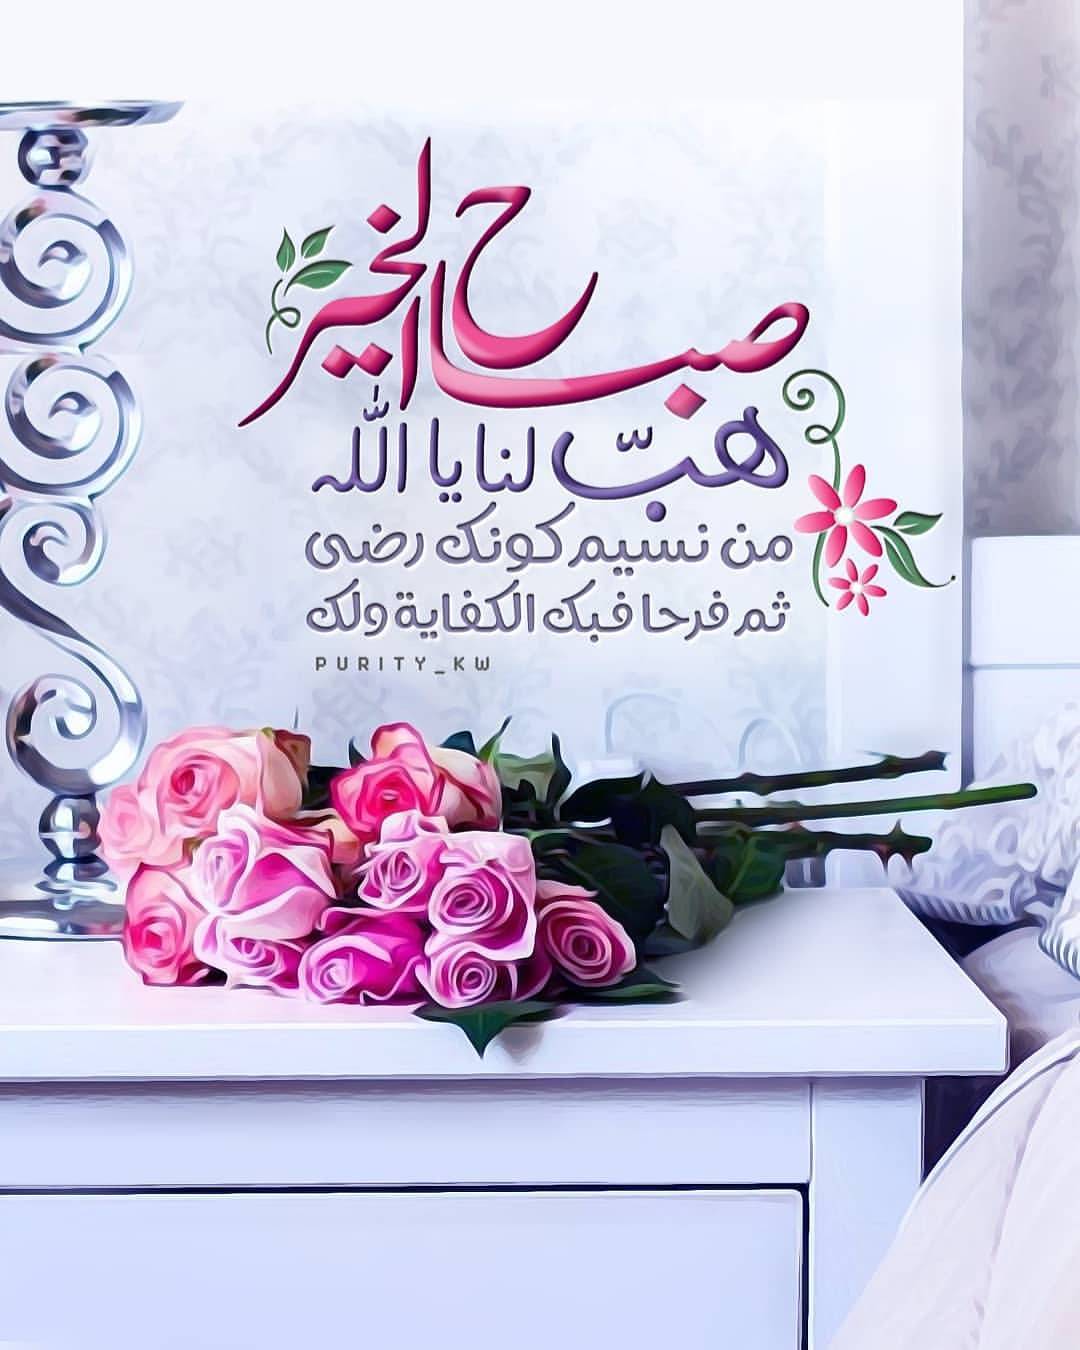 صباح الخير
هبّ لنا يا الله
من نسيم كونك رضى
ثم فرحا فبك الكفاية ولك
PURITY_KW